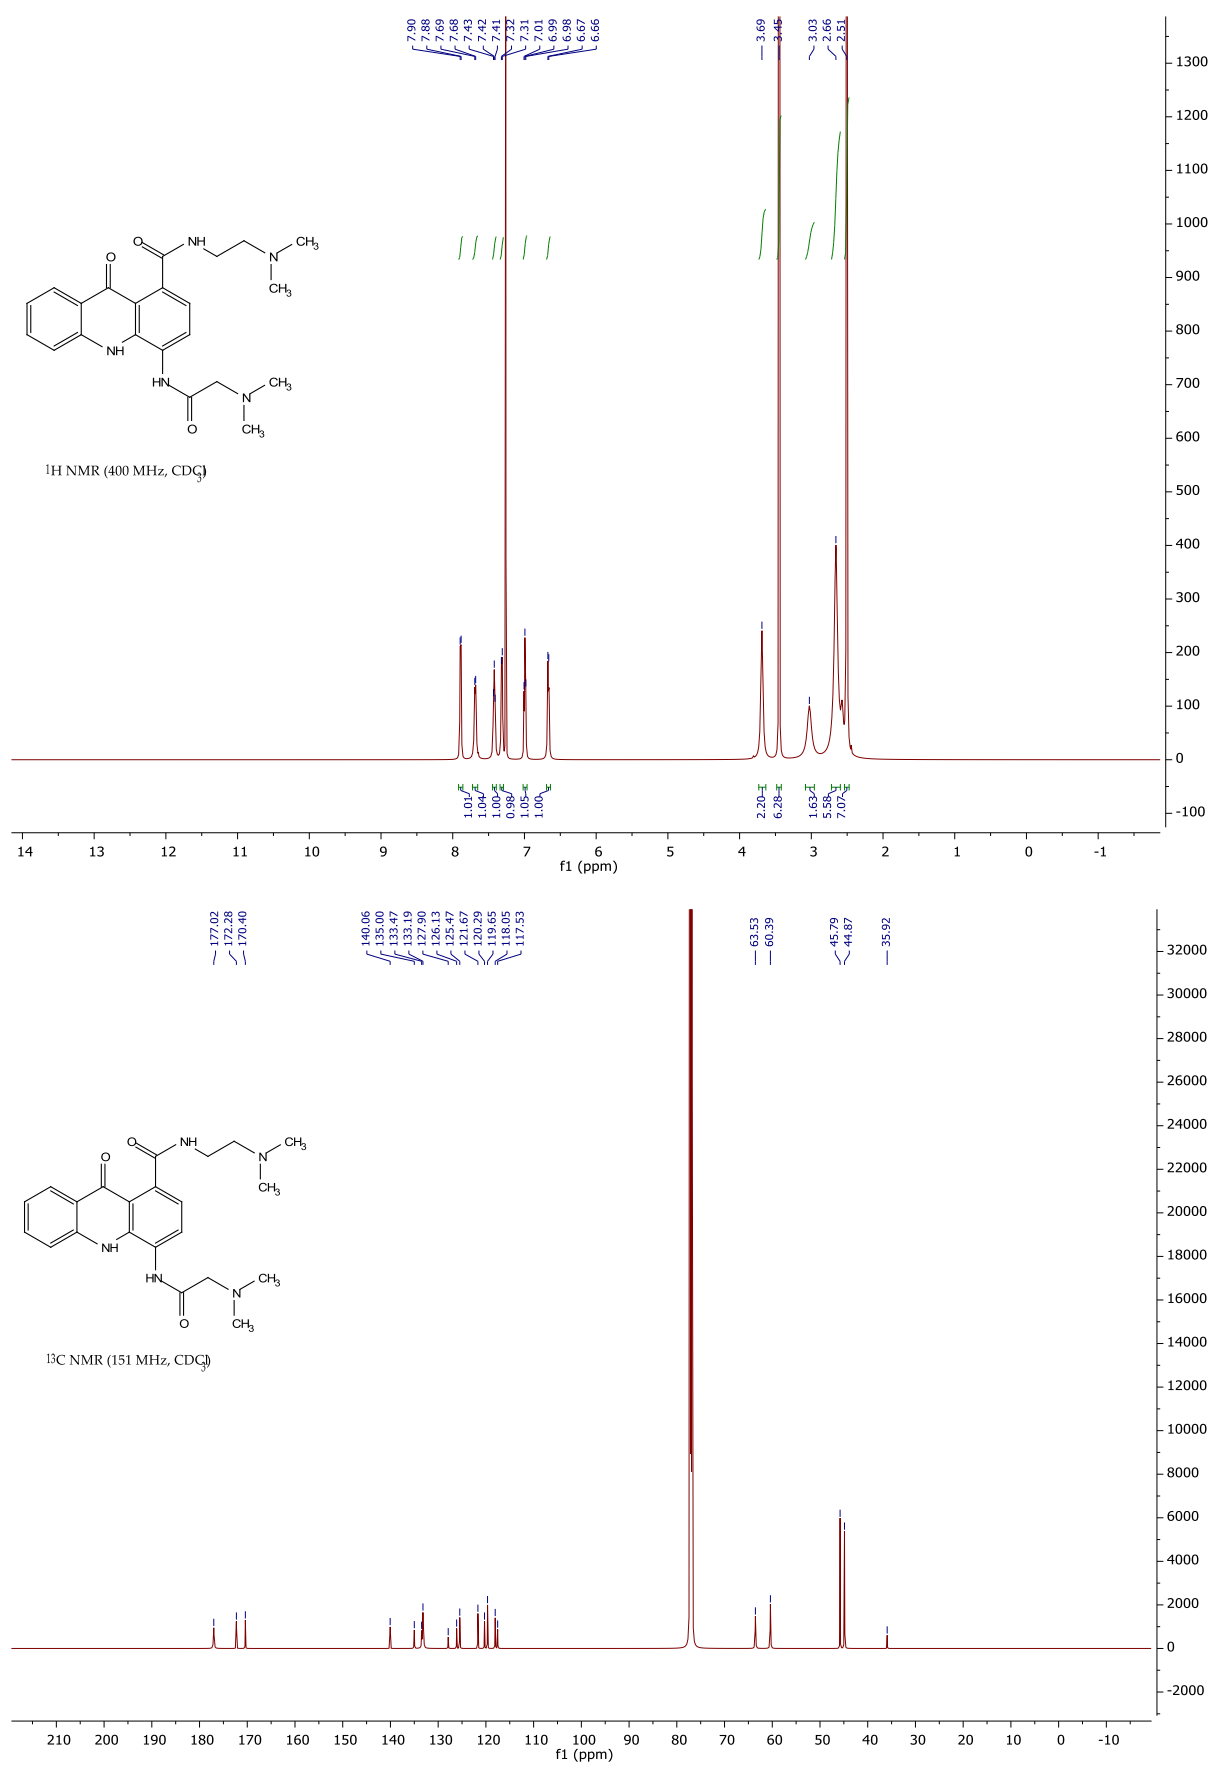 7.90
7.88
7.69
7.68
7.43
7.42
7.41
7.32
7.31
7.01
6.99
6.98
6.67
6.66
3.69
3.45
3.03
2.66
2.51
1300
1200
1100
1000
900
800
700
600
500
400
300
200
100
0
-100
O
NH
N
CH3
CH3
O
NH
HN
O
N
CH3
CH3
1H NMR (400 MHz, CDCl3)
1.01
1.04
1.00
0.98
1.05
1.00
2.20
6.28
1.63
5.58
7.07
14 13 12 11 10 9 8 7 6 5 4 3 2 1 0 -1
f1 (ppm)
177.02
172.28
170.40
140.06
135.00
133.47
133.19
127.90
126.13
125.47
121.67
120.29
119.65
118.05
117.53
63.53
60.39
45.79
44.87
35.92
32000
30000
28000
26000
24000
22000
20000
18000
16000
14000
12000
10000
8000
6000
4000
2000
0
-2000
O
NH
N
CH3
CH3
O
NH
HN
O
N
CH3
CH3
13C NMR (151 MHz, CDCl3)
210 200 190 180 170 160 150 140 130 120 110 100 90 80 70 60 50 40 30 20 10 0 -10
f1 (ppm)